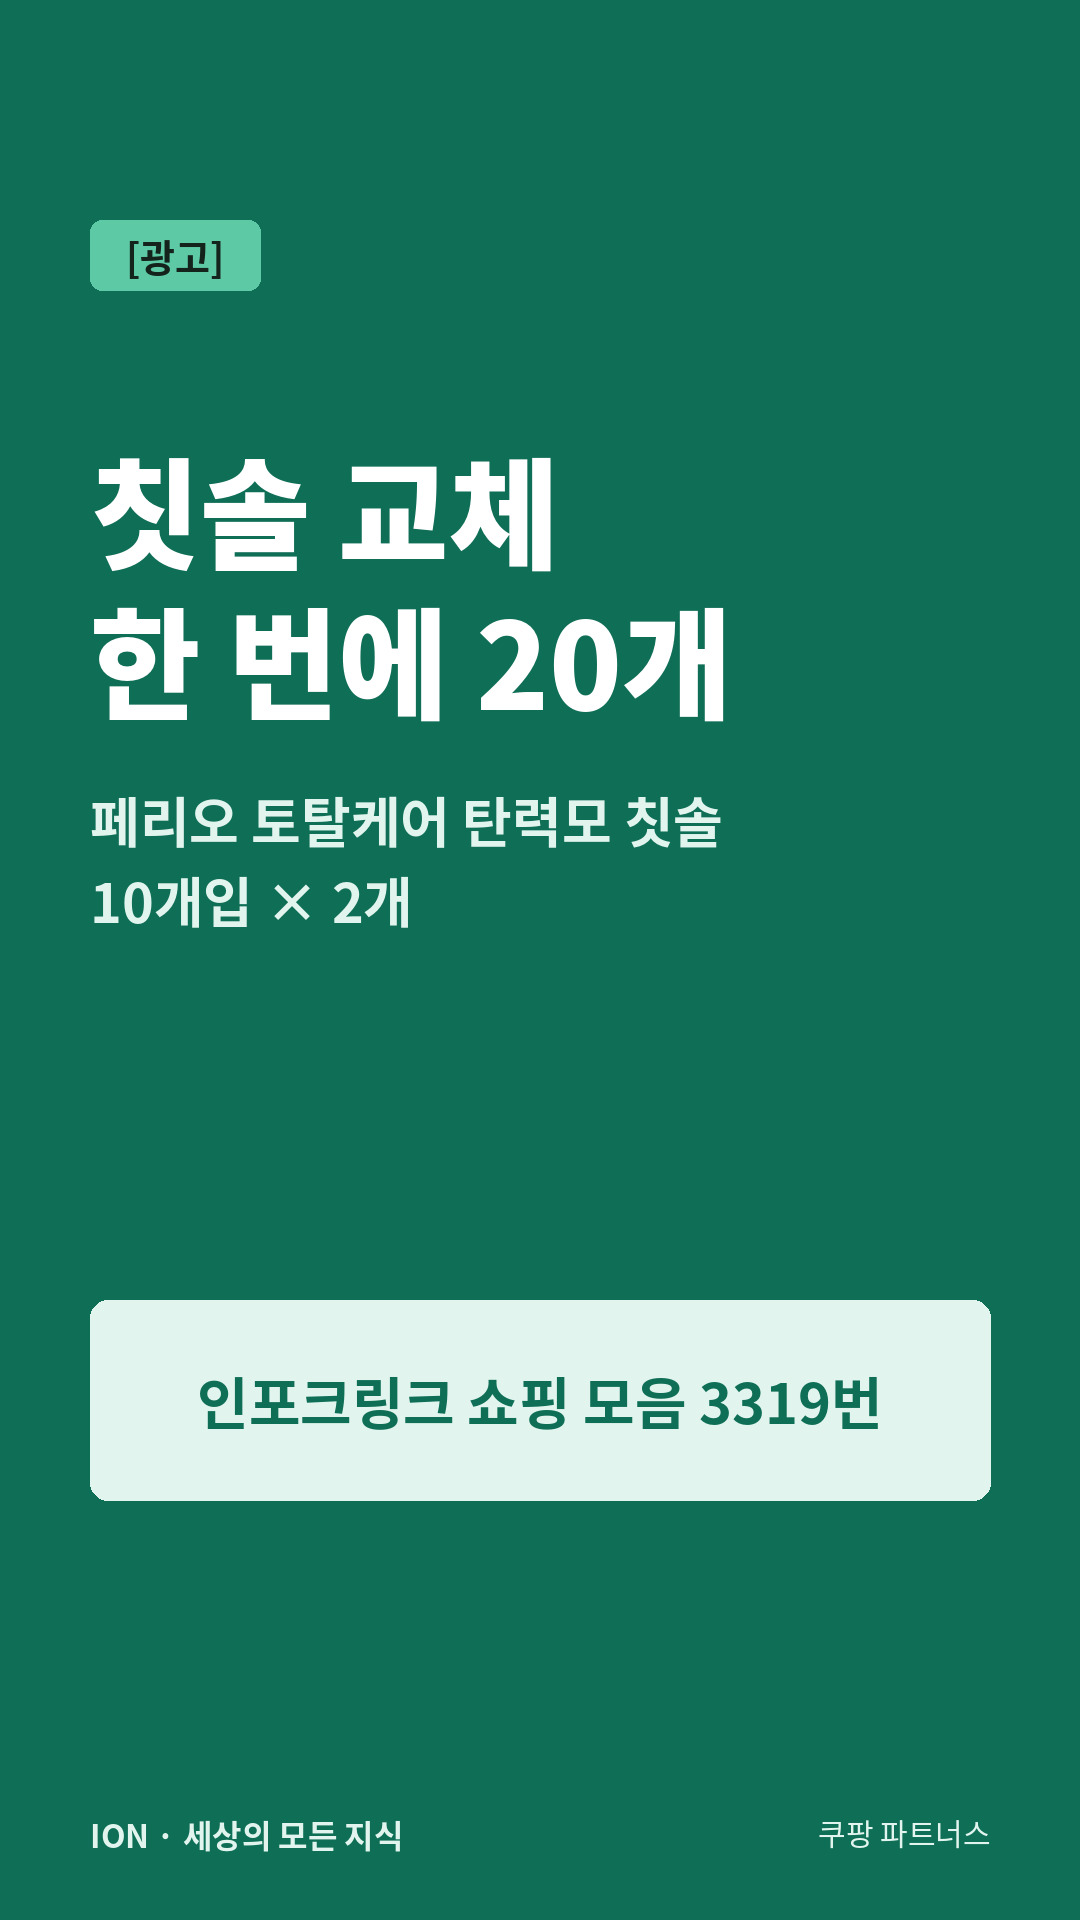 [광고]
칫솔 교체
한 번에 20개
페리오 토탈케어 탄력모 칫솔
10개입 × 2개
인포크링크 쇼핑 모음 3319번
ION · 세상의 모든 지식
쿠팡 파트너스